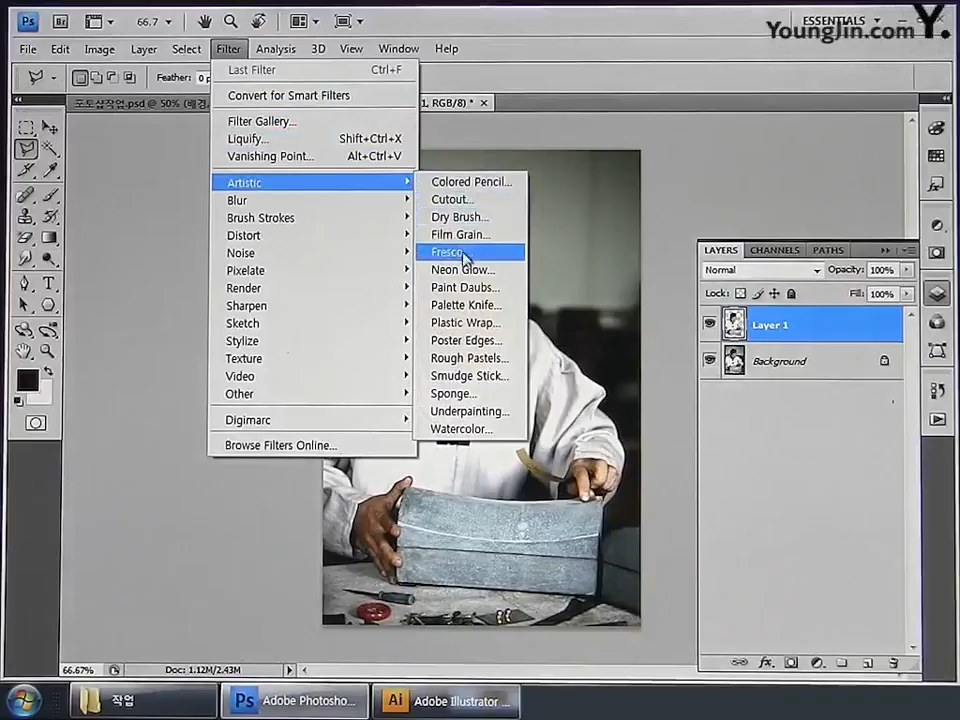 Ps
Br
66.7
ESSENTIALS
YoungJin.com Y.
File Edit Image Layer Select Filter Analysis 3D View Window Help
Feather: 0 p
포토샵작업.psd @ 50% (배경,
1, RGB/8) *
Last Filter Ctrl+F
Convert for Smart Filters
Filter Gallery...
Liquify... Shift+Ctrl+X
Vanishing Point... Alt+Ctrl+V
Artistic
Blur
Brush Strokes
Distort
Noise
Pixelate
Render
Sharpen
Sketch
Stylize
Texture
Video
Other
Digimarc
Browse Filters Online...
Colored Pencil...
Cutout...
Dry Brush...
Film Grain...
Fresco
Neon Glow...
Paint Daubs...
Palette Knife...
Plastic Wrap...
Poster Edges...
Rough Pastels...
Smudge Stick...
Sponge...
Underpainting...
Watercolor...
LAYERS CHANNELS PATHS
Normal Opacity: 100%
Lock: Fill: 100%
Layer 1
Background
66.67% Doc: 1.12M/2.43M
작업
Ps Adobe Photosho...
Ai Adobe Illustrator ...